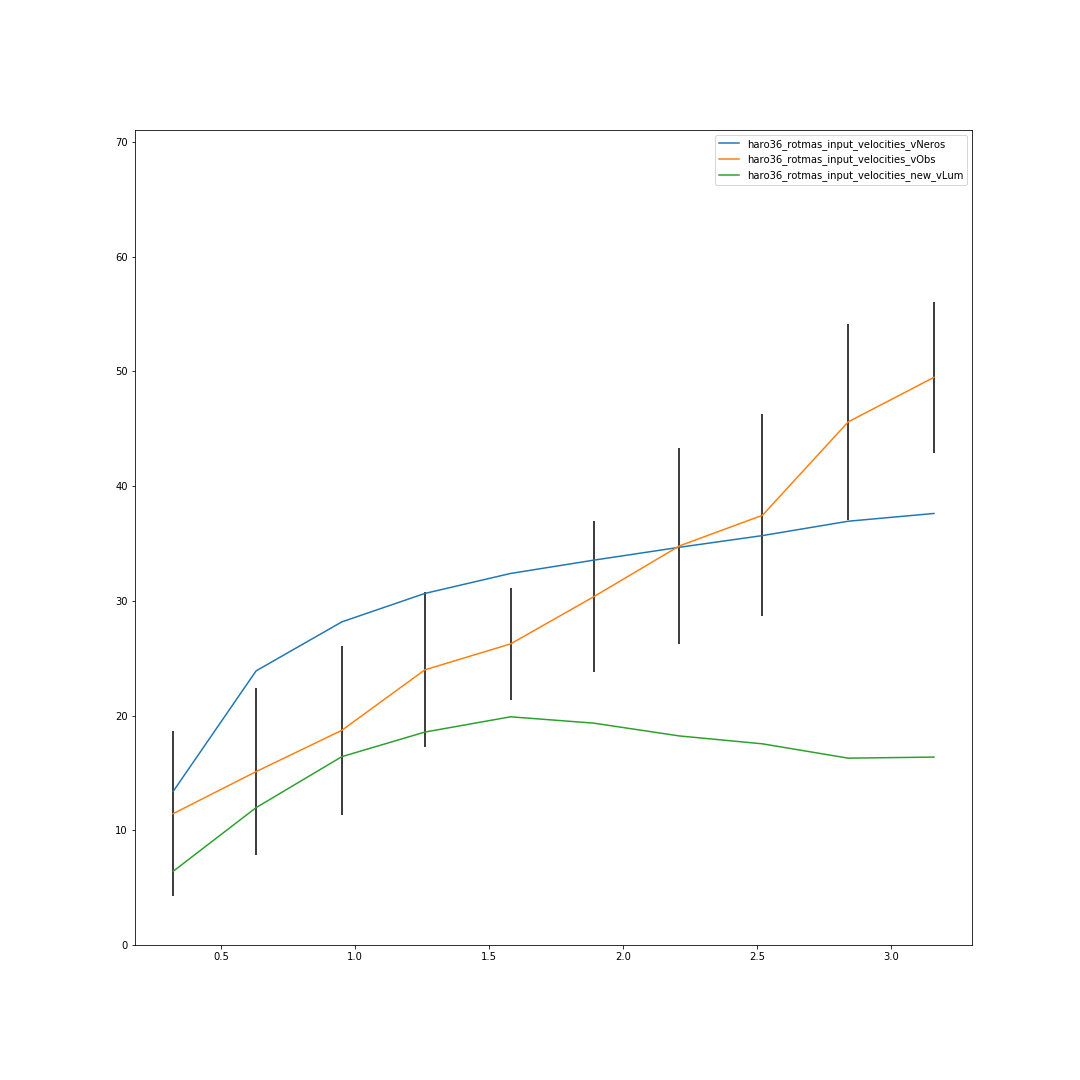 haro36_rotmas_input_velocities_vNeros
haro36_rotmas_input_velocities_vObs
haro36_rotmas_input_velocities_new_vLum
70
60
50
40
30
20
10
0
0.5 1.0 1.5 2.0 2.5 3.0